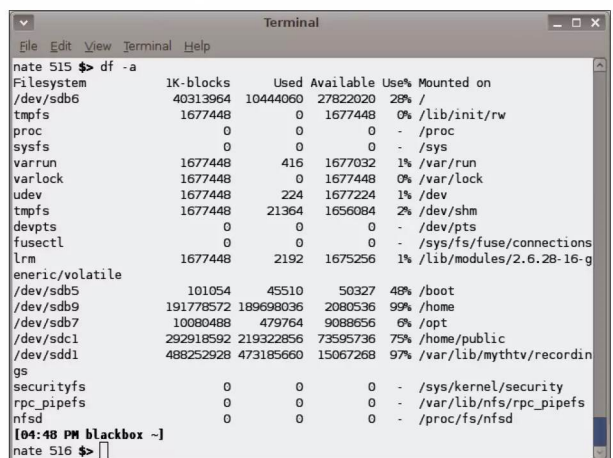 Terminal
File Edit View Terminal Help
nate 515 $> df -a
Filesystem 1K-blocks Used Available Use% Mounted on
/dev/sdb6 40313964 10444060 27822020 28% /
tmpfs 1677448 0 1677448 0% /lib/init/rw
proc 0 0 0 - /proc
sysfs 0 0 0 - /sys
varrun 1677448 416 1677032 1% /var/run
varlock 1677448 0 1677448 0% /var/lock
udev 1677448 224 1677224 1% /dev
tmpfs 1677448 21364 1656084 2% /dev/shm
devpts 0 0 0 - /dev/pts
fusectl 0 0 0 - /sys/fs/fuse/connections
lrm 1677448 2192 1675256 1% /lib/modules/2.6.28-16-g
eneric/volatile
/dev/sdb5 101054 45510 50327 48% /boot
/dev/sdb9 191778572 189698036 2080536 99% /home
/dev/sdb7 10080488 479764 9088656 6% /opt
/dev/sdc1 292918592 219322856 73595736 75% /home/public
/dev/sdd1 488252928 473185660 15067268 97% /var/lib/mythtv/recordin
gs
securityfs 0 0 0 - /sys/kernel/security
rpc_pipefs 0 0 0 - /var/lib/nfs/rpc_pipefs
nfsd 0 0 0 - /proc/fs/nfsd
[04:48 PM blackbox ~]
nate 516 $>